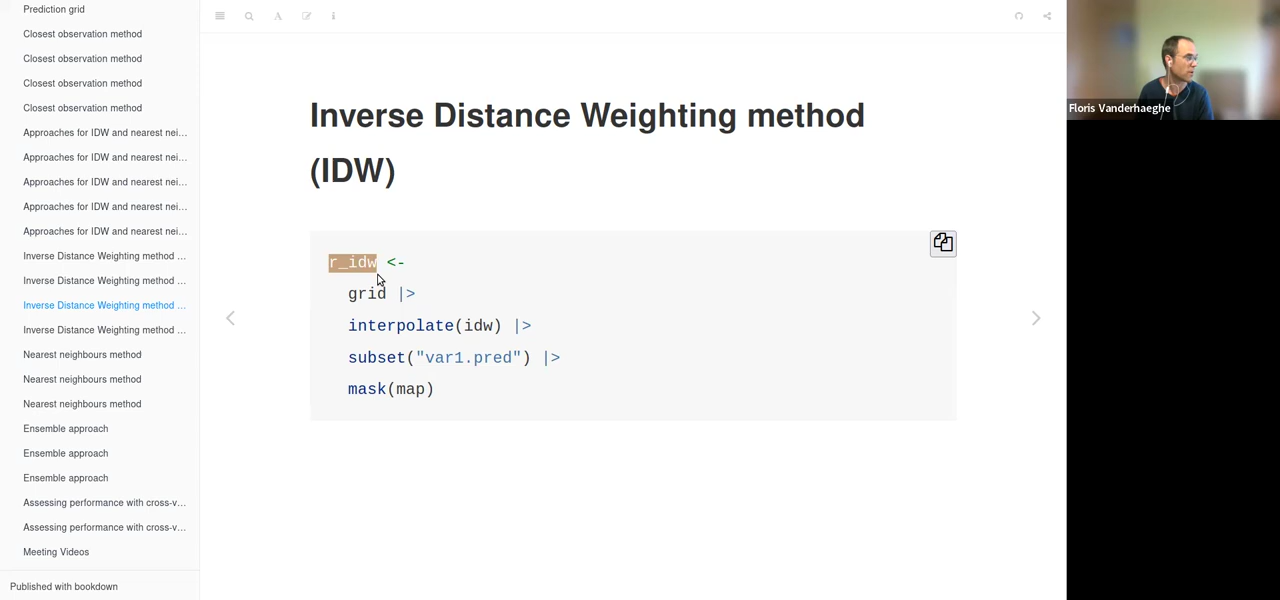 Prediction grid
Closest observation method
Closest observation method
Closest observation method
Closest observation method
Approaches for IDW and nearest nei…
Approaches for IDW and nearest nei…
Approaches for IDW and nearest nei…
Approaches for IDW and nearest nei…
Approaches for IDW and nearest nei…
Inverse Distance Weighting method …
Inverse Distance Weighting method …
Inverse Distance Weighting method …
Inverse Distance Weighting method …
Nearest neighbours method
Nearest neighbours method
Nearest neighbours method
Ensemble approach
Ensemble approach
Ensemble approach
Assessing performance with cross-v…
Assessing performance with cross-v…
Meeting Videos
Published with bookdown
Inverse Distance Weighting method
(IDW)
r_idw <-
grid |>
interpolate(idw) |>
subset("var1.pred") |>
mask(map)
Floris Vanderhaeghe